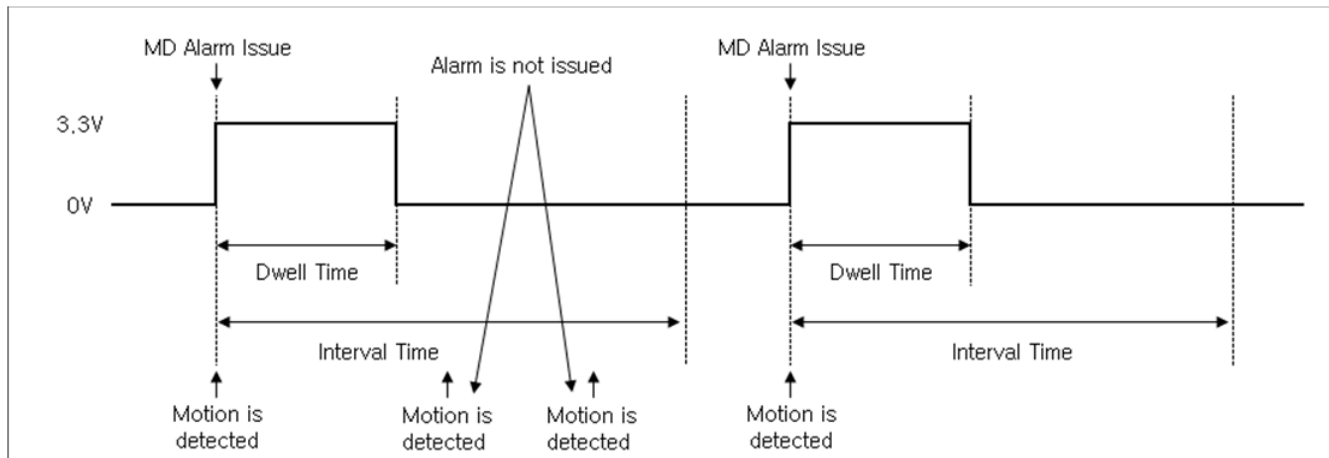 MD Alarm Issue
MD Alarm Issue
Alarm is not issued
3.3V
0V
Dwell Time
Dwell Time
Interval Time
Interval Time
Motion is
detected
Motion is
detected
Motion is
detected
Motion is
detected